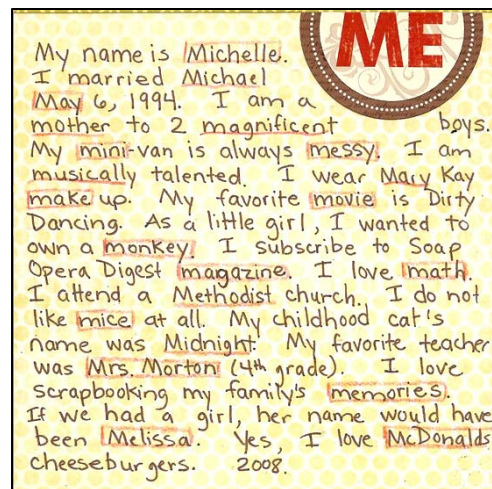 ME
My name is Michelle.
I married Michael
May 6, 1994. I am a
mother to 2 magnificent boys.
My mini-van is always messy. I am
musically talented. I wear Mary Kay
make up. My favorite movie is Dirty
Dancing. As a little girl, I wanted to
own a monkey. I subscribe to Soap
Opera Digest magazine. I love math.
I attend a Methodist church. I do not
like mice at all. My childhood cat's
name was Midnight. My favorite teacher
was Mrs. Morton (4th grade). I love
scrapbooking my family's memories.
If we had a girl, her name would have
been Melissa. Yes, I love McDonalds
cheeseburgers. 2008.